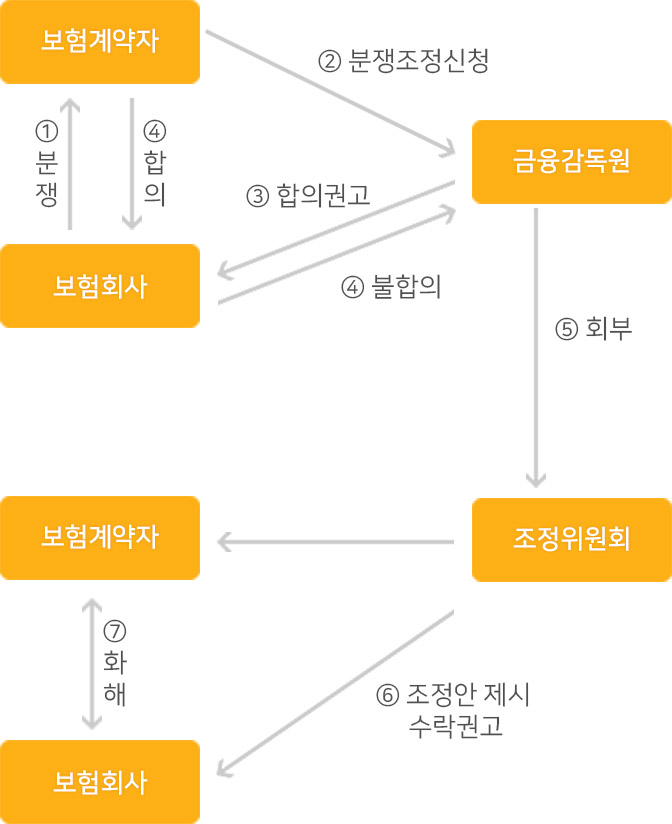 보험계약자
② 분쟁조정신청
①
분
쟁
④
합
의
금융감독원
③ 합의권고
보험회사
④ 불합의
⑤ 회부
보험계약자
조정위원회
⑦
화
해
⑥ 조정안 제시
수락권고
보험회사